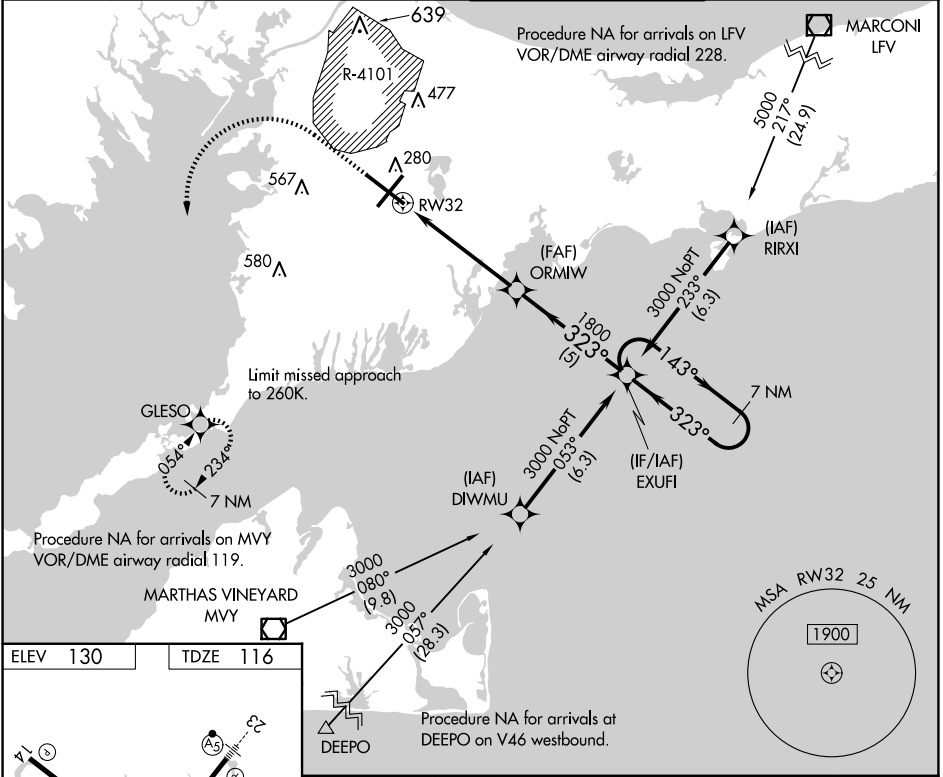 639
Procedure NA for arrivals on LFV
VOR/DME airway radial 228.
MARCONI
LFV
R-4101
477
5000
217°
(24.9)
280
567
RW32
(IAF)
RIRXI
(FAF)
ORMIW
580
3000 NoPT
233°
(6.3)
1800
323°
(5)
143°
7 NM
Limit missed approach
to 260K.
GLESO
323°
054°
234°
7 NM
3000 NoPT
053°
(6.3)
(IF/IAF)
EXUFI
(IAF)
DIWMU
Procedure NA for arrivals on MVY
VOR/DME airway radial 119.
3000
080°
(9.8)
MARTHAS VINEYARD
MVY
3000
057°
(28.3)
MSA RW32 25 NM
1900
ELEV 130
TDZE 116
Procedure NA for arrivals at
DEEPO on V46 westbound.
DEEPO
23
A5
14
P